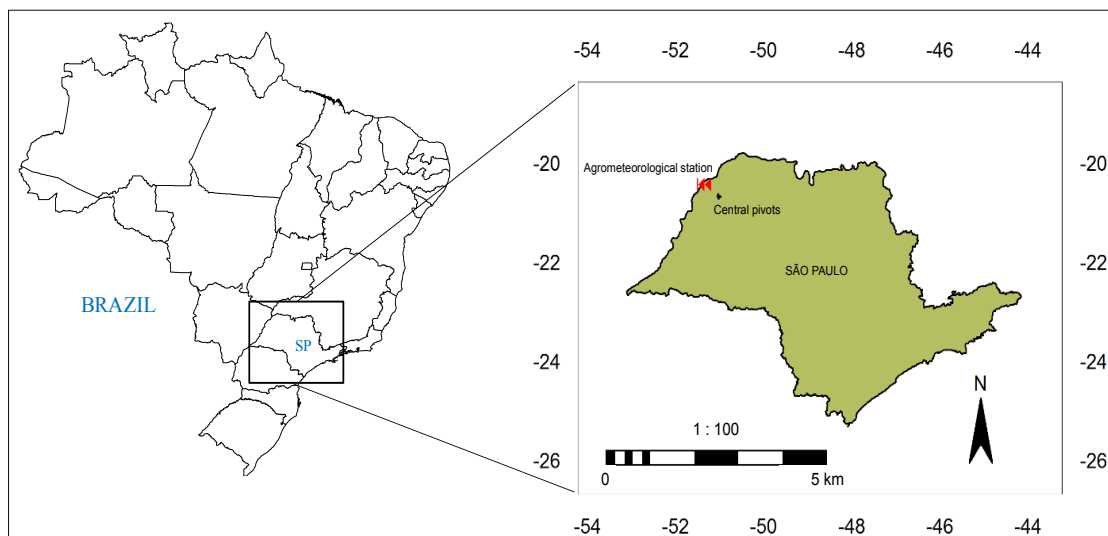 -54 -52 -50 -48 -46 -44
-20 -20
Agrometeorological station
Central pivots
-22 -22
SÃO PAULO
BRAZIL
SP
-24 -24
N
1 : 100
-26 -26
0 5 km
-54 -52 -50 -48 -46 -44